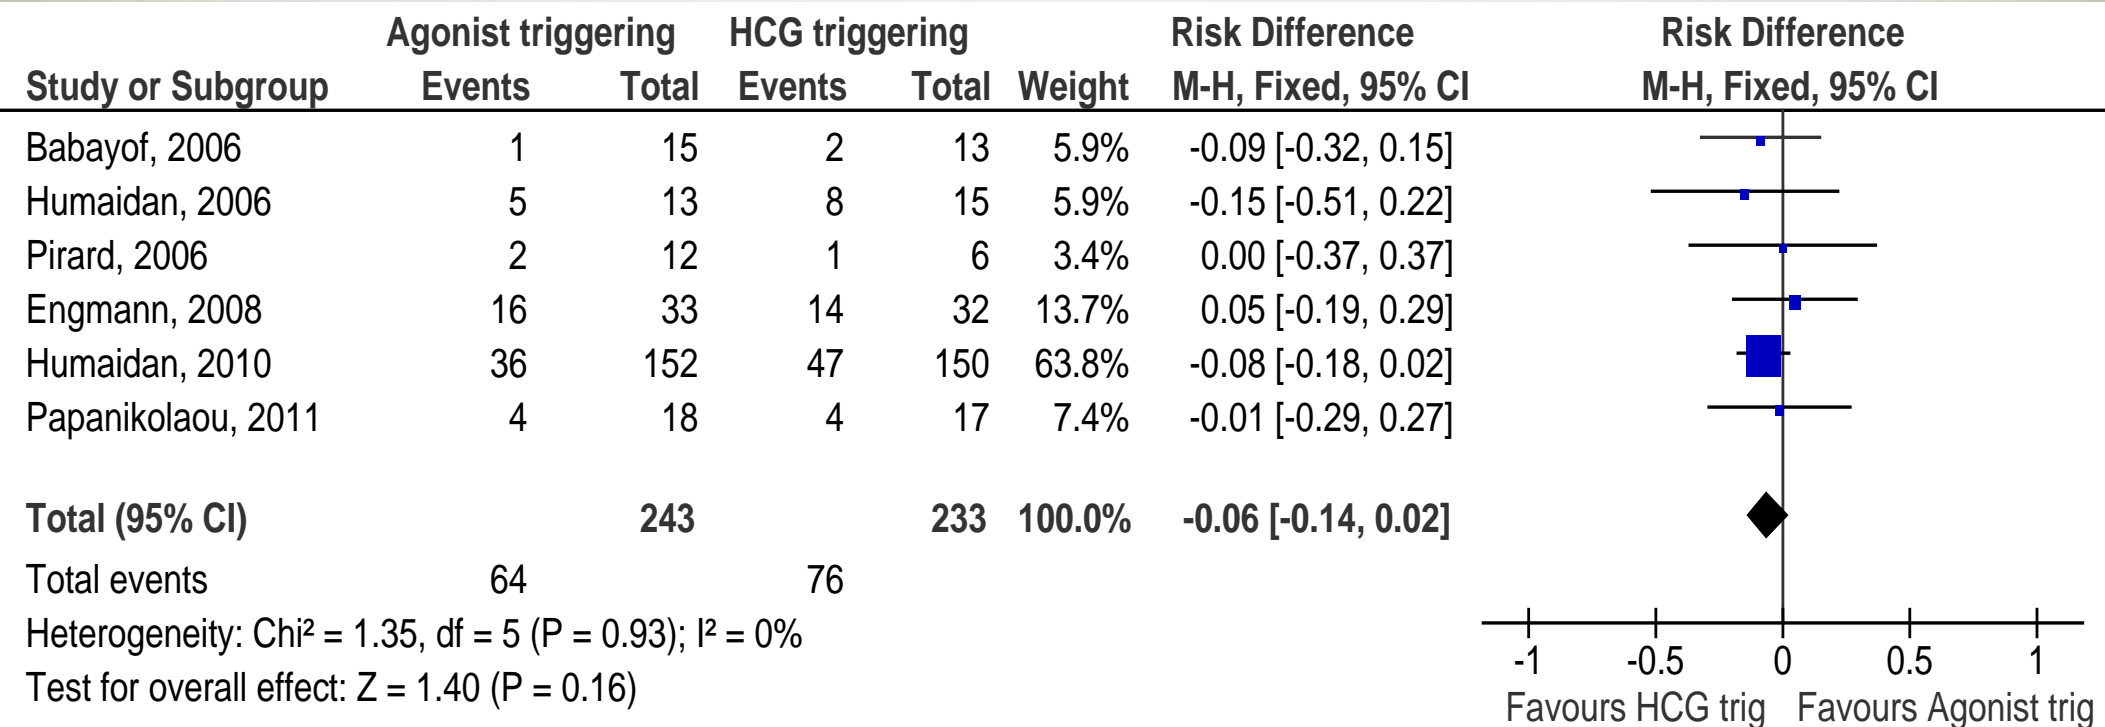 Agonist triggering HCG triggering Risk Difference Risk Difference
Study or Subgroup Events Total Events Total Weight M-H, Fixed, 95% CI M-H, Fixed, 95% CI
Babayof, 2006 1 15 2 13 5.9% -0.09 [-0.32, 0.15]
Humaidan, 2006 5 13 8 15 5.9% -0.15 [-0.51, 0.22]
Pirard, 2006 2 12 1 6 3.4% 0.00 [-0.37, 0.37]
Engmann, 2008 16 33 14 32 13.7% 0.05 [-0.19, 0.29]
Humaidan, 2010 36 152 47 150 63.8% -0.08 [-0.18, 0.02]
Papanikolaou, 2011 4 18 4 17 7.4% -0.01 [-0.29, 0.27]
Total (95% CI) 243 233 100.0% -0.06 [-0.14, 0.02]
Total events 64 76
Heterogeneity: Chi² = 1.35, df = 5 (P = 0.93); I² = 0%
Test for overall effect: Z = 1.40 (P = 0.16)
-1 -0.5 0 0.5 1
Favours HCG trig Favours Agonist trig